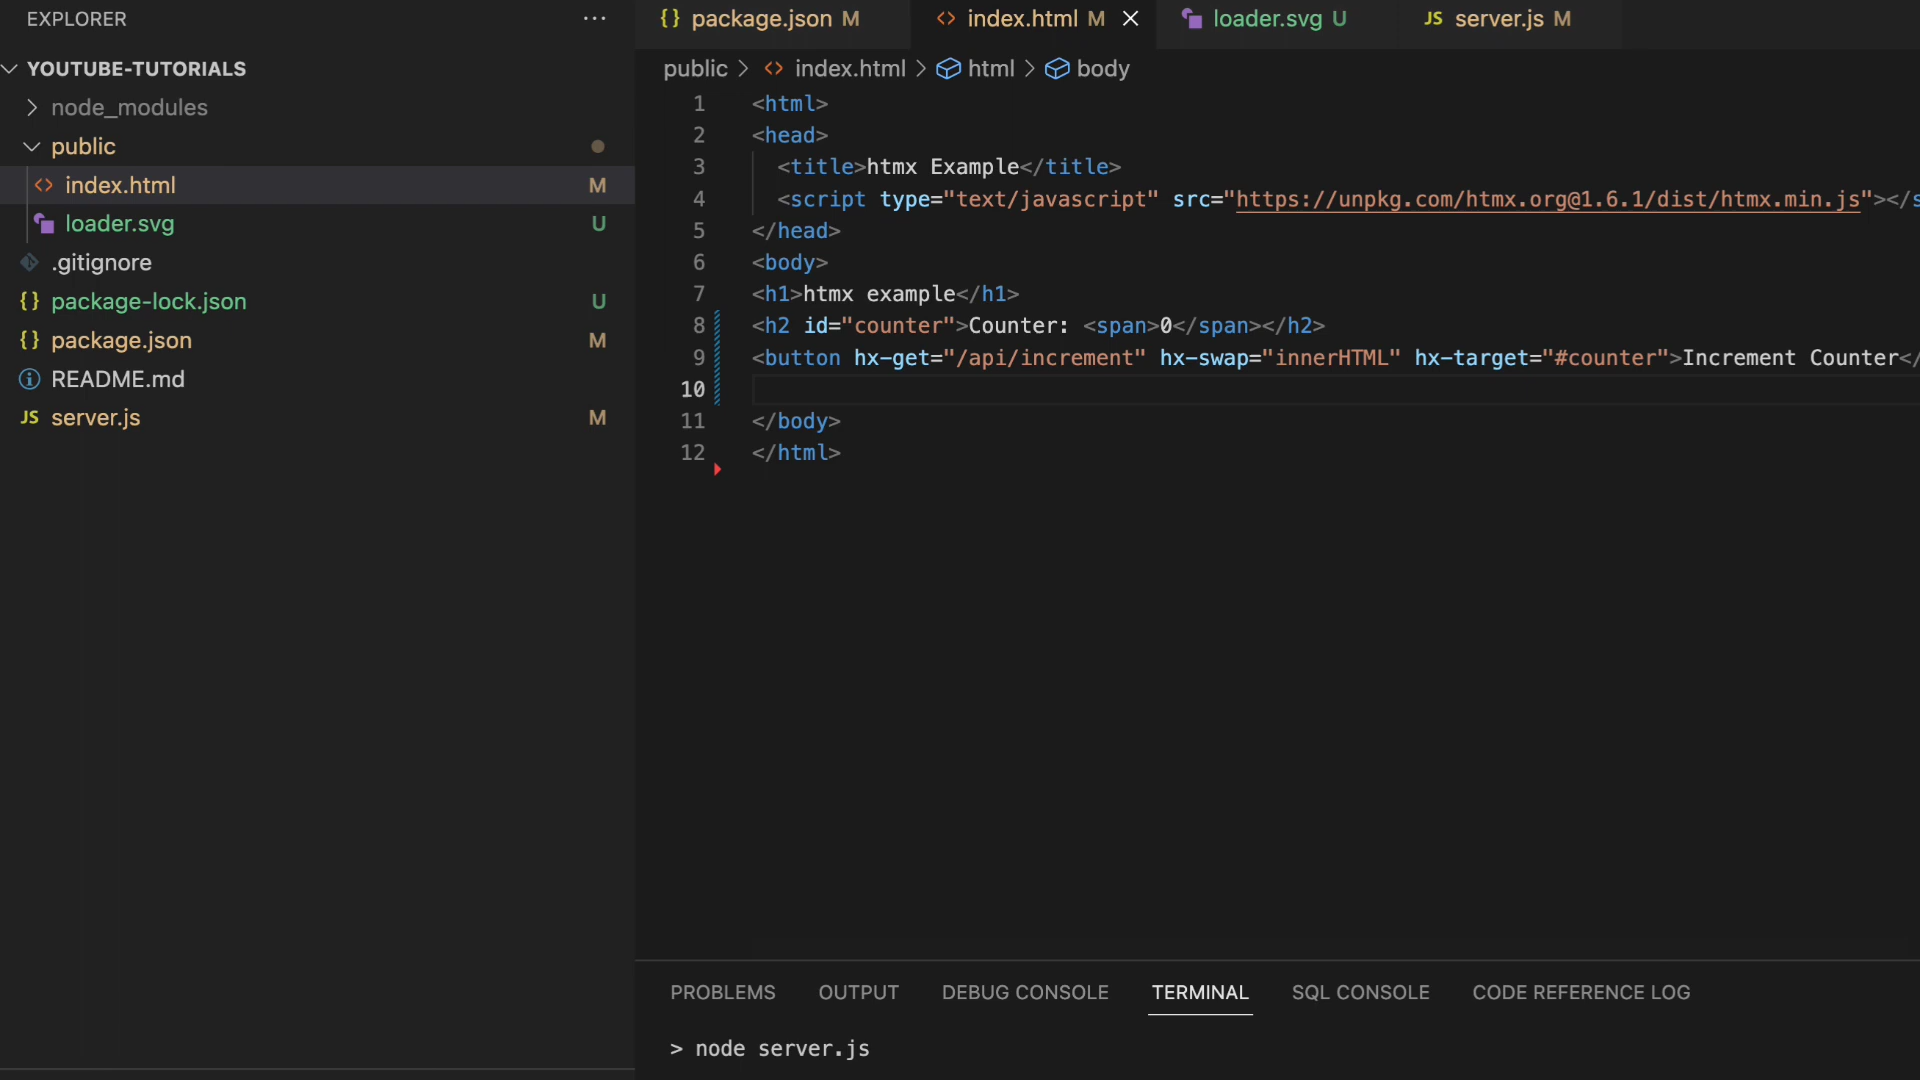 EXPLORER ...
YOUTUBE-TUTORIALS
node_modules
public
index.html M
loader.svg U
.gitignore
package-lock.json U
package.json M
README.md
server.js M
{} package.json M <> index.html M loader.svg U JS server.js M
public > <> index.html > html > body
1 <html>
2 <head>
3 <title>htmx Example</title>
4 <script type="text/javascript" src="https://unpkg.com/htmx.org@1.6.1/dist/htmx.min.js"></s
5 </head>
6 <body>
7 <h1>htmx example</h1>
8 <h2 id="counter">Counter: <span>0</span></h2>
9 <button hx-get="/api/increment" hx-swap="innerHTML" hx-target="#counter">Increment Counter</
10
11 </body>
12 </html>
PROBLEMS OUTPUT DEBUG CONSOLE TERMINAL SQL CONSOLE CODE REFERENCE LOG
> node server.js